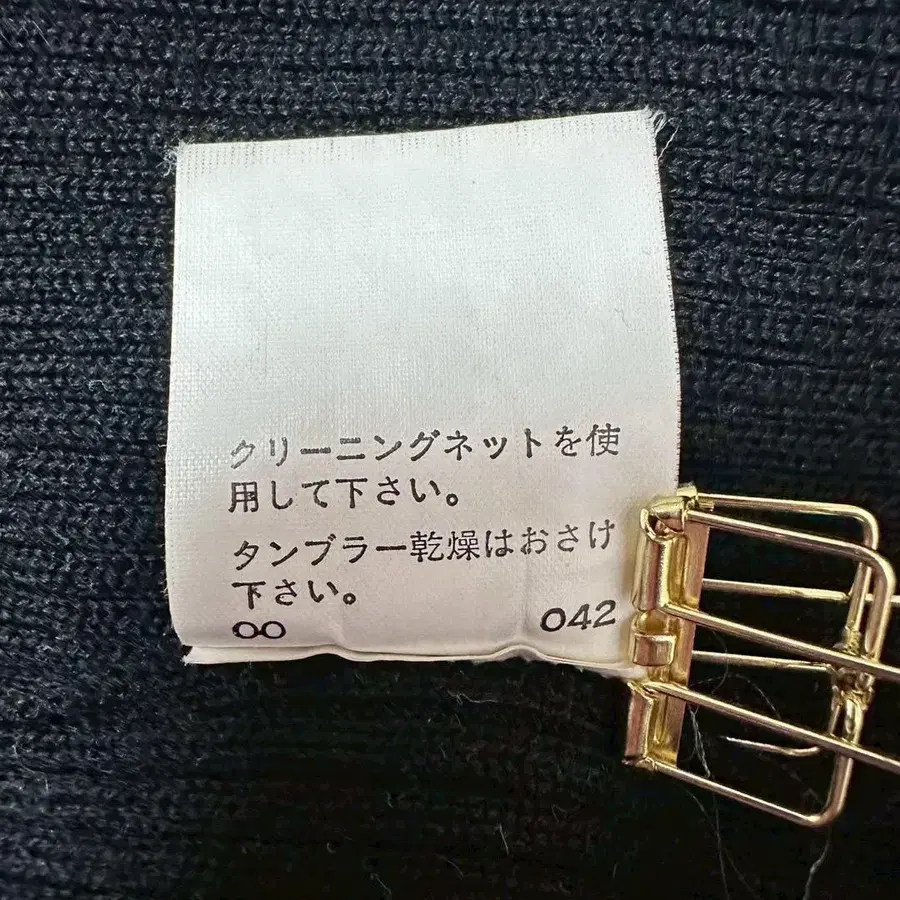 クリーニングネットを使
用して下さい。
タンブラー乾燥はおさけ
下さい。
00 042